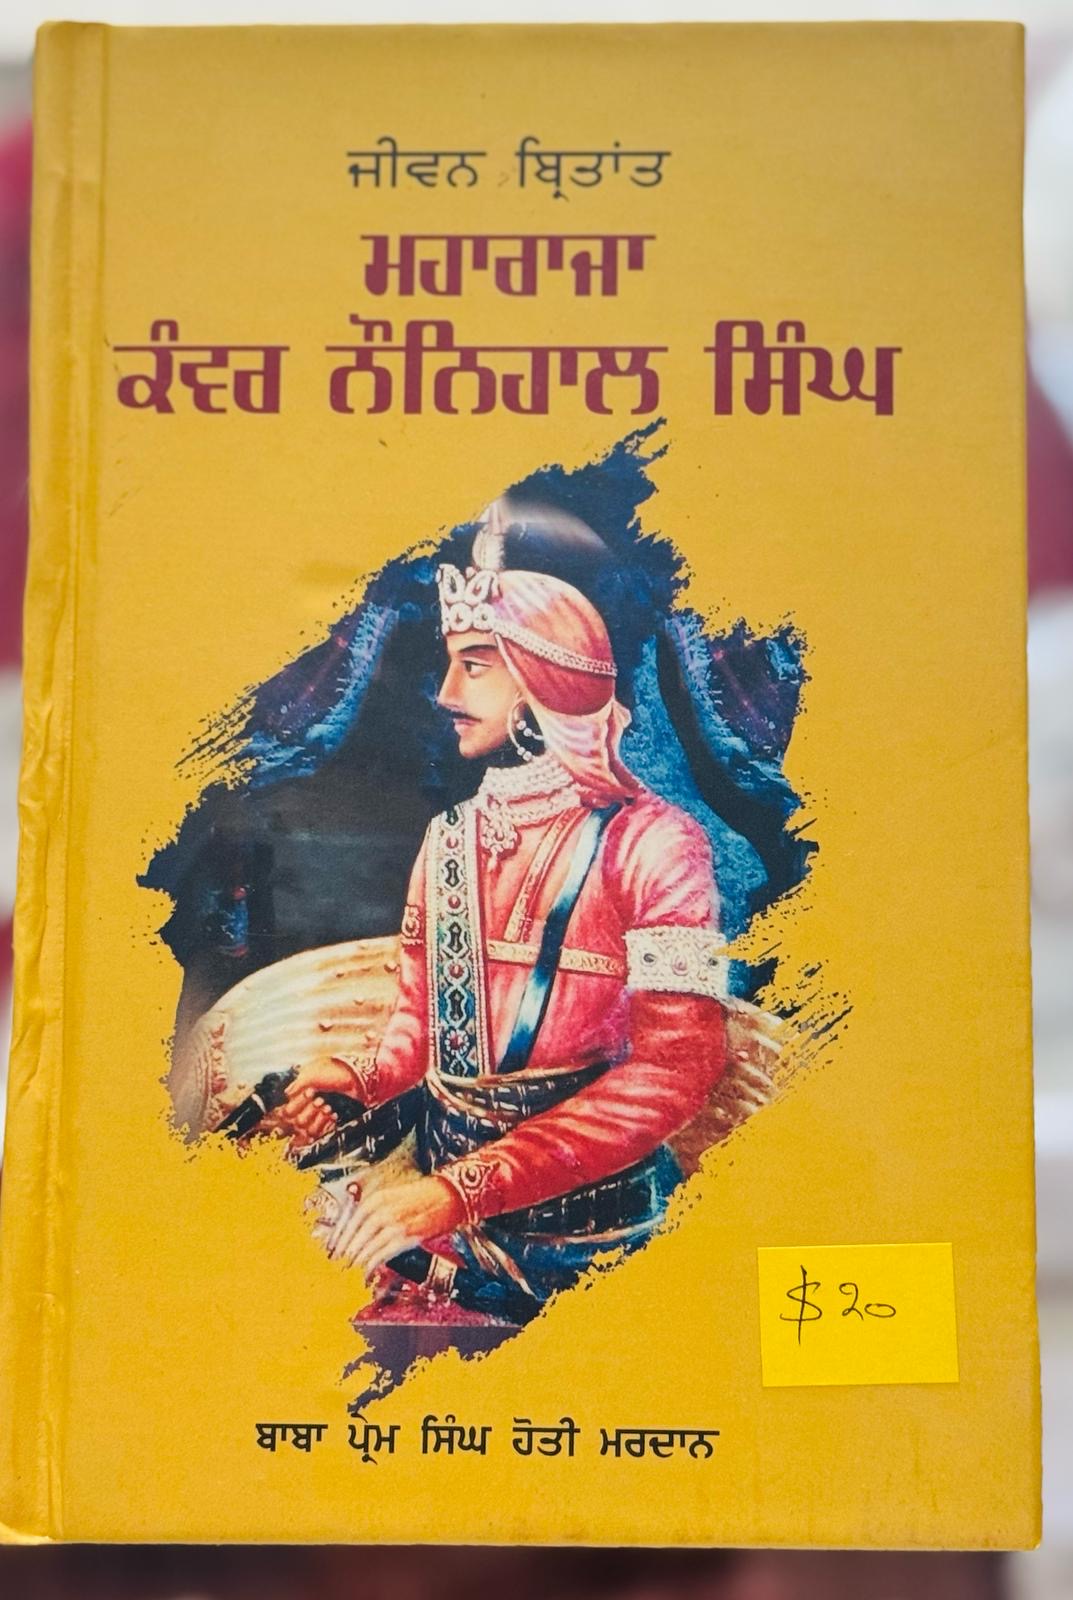 ਜੀਵਨ ਬ੍ਰਿਤਾਂਤ
ਮਹਾਰਾਜਾ
ਕੰਵਰ ਨੌਨਿਹਾਲ ਸਿੰਘ
$ 20
ਬਾਬਾ ਪ੍ਰੇਮ ਸਿੰਘ ਹੋਤੀ ਮਰਦਾਨ